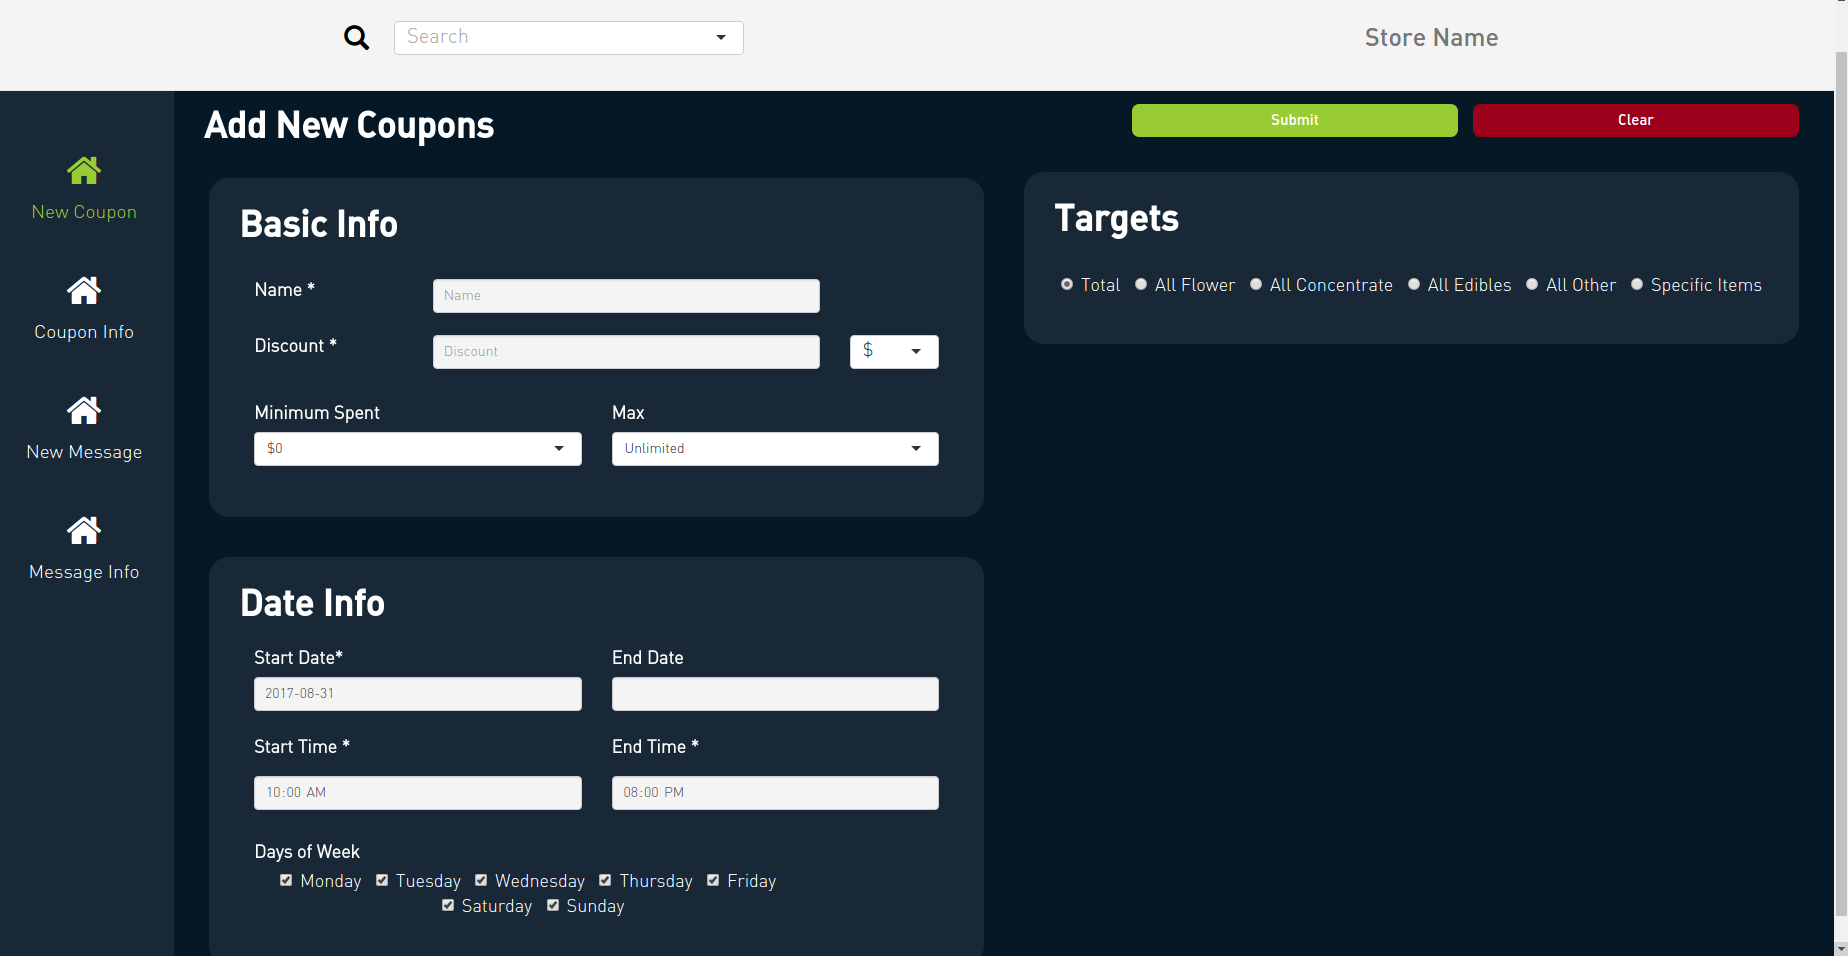 Search
Store Name
Add New Coupons
Submit
Clear
New Coupon
Coupon Info
New Message
Message Info
Basic Info
Name *
Name
Discount *
Discount
$
Minimum Spent
Max
$0
Unlimited
Targets
Total All Flower All Concentrate All Edibles All Other Specific Items
Date Info
Start Date*
End Date
2017-08-31
Start Time *
End Time *
10:00 AM
08:00 PM
Days of Week
Monday Tuesday Wednesday Thursday Friday
Saturday Sunday